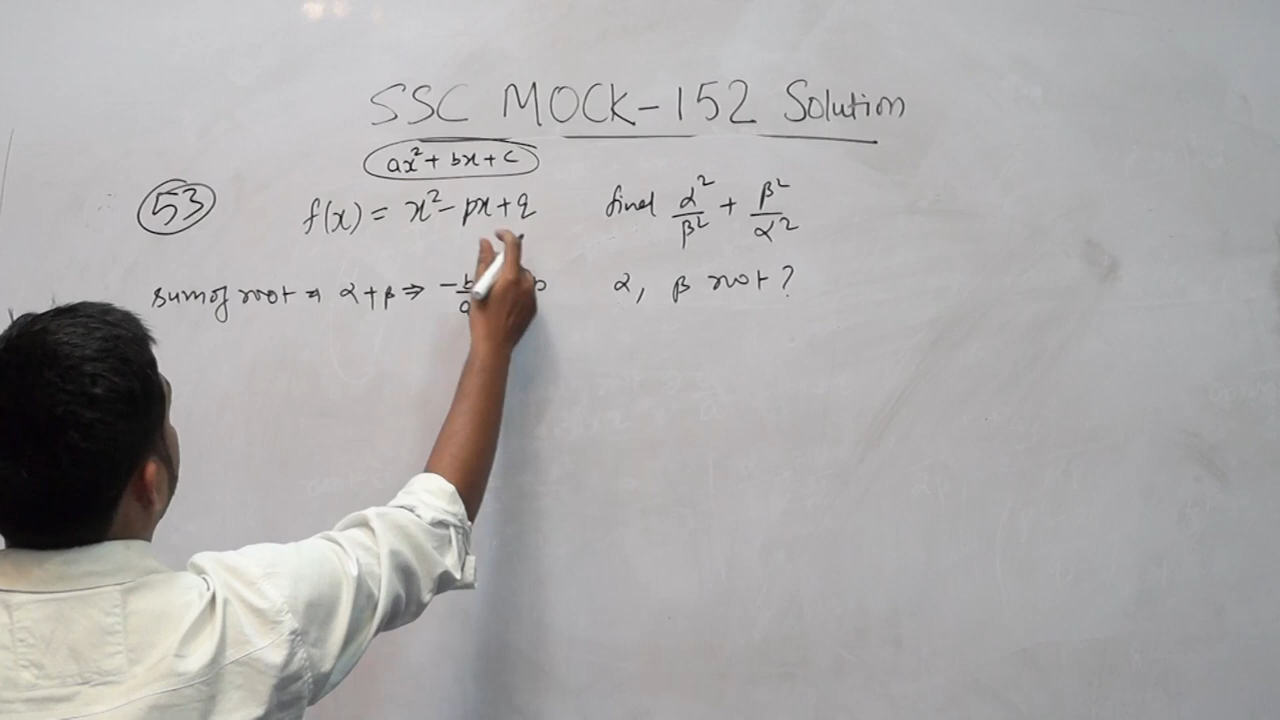 SSC MOCK-152 Solution
ax² + bx + c
53 f(x) = x² - px + q find α²/β² + β²/α²
sum of root ⇒ α + β ⇒ -b/a α, β root?